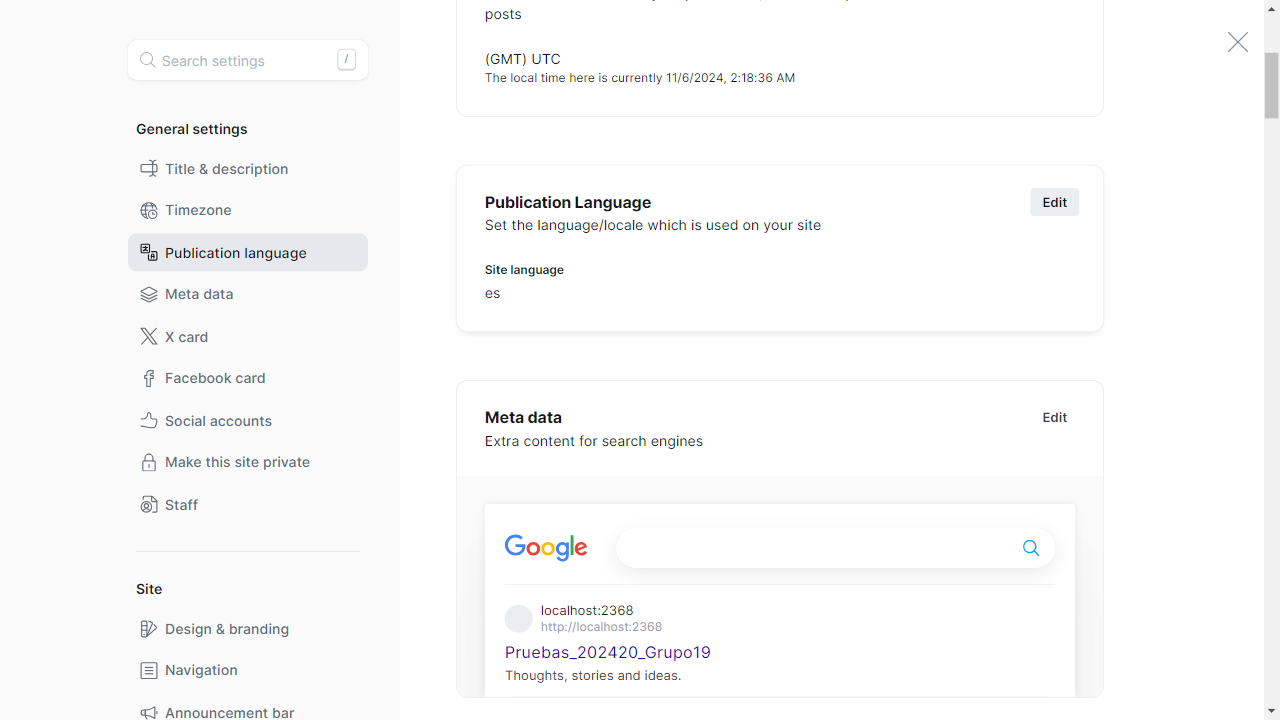 Search settings
/
General settings
Title & description
Timezone
Publication language
Meta data
X card
Facebook card
Social accounts
Make this site private
Staff
Site
Design & branding
Navigation
Announcement bar
posts
(GMT) UTC
The local time here is currently 11/6/2024, 2:18:36 AM
Publication Language
Edit
Set the language/locale which is used on your site
Site language
es
Meta data
Edit
Extra content for search engines
Google
localhost:2368
http://localhost:2368
Pruebas_202420_Grupo19
Thoughts, stories and ideas.